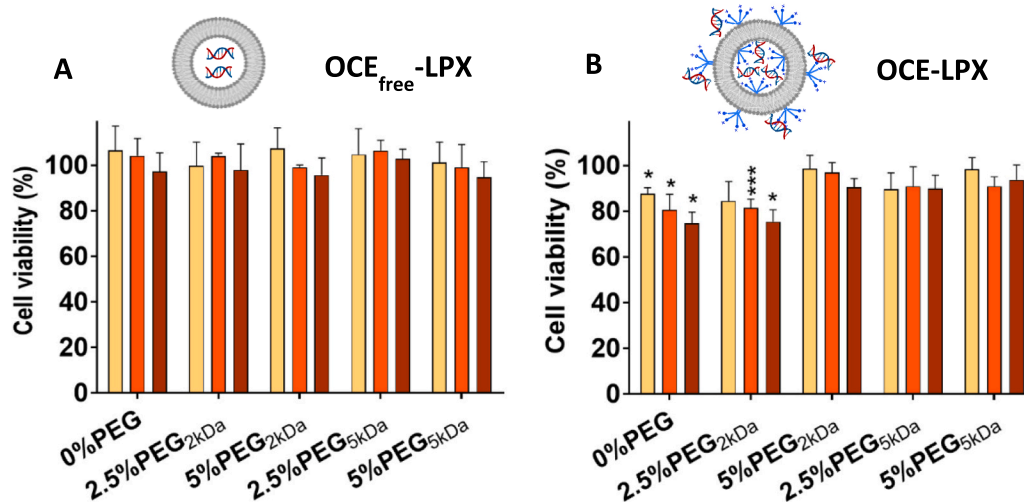 A
OCEfree-LPX
Cell viability (%)
100
80
60
40
20
0
0%PEG
2.5%PEG2kDa
5%PEG2kDa
2.5%PEG5kDa
5%PEG5kDa
B
OCE-LPX
Cell viability (%)
100
80
60
40
20
0
*
*
*
***
*
0%PEG
2.5%PEG2kDa
5%PEG2kDa
2.5%PEG5kDa
5%PEG5kDa